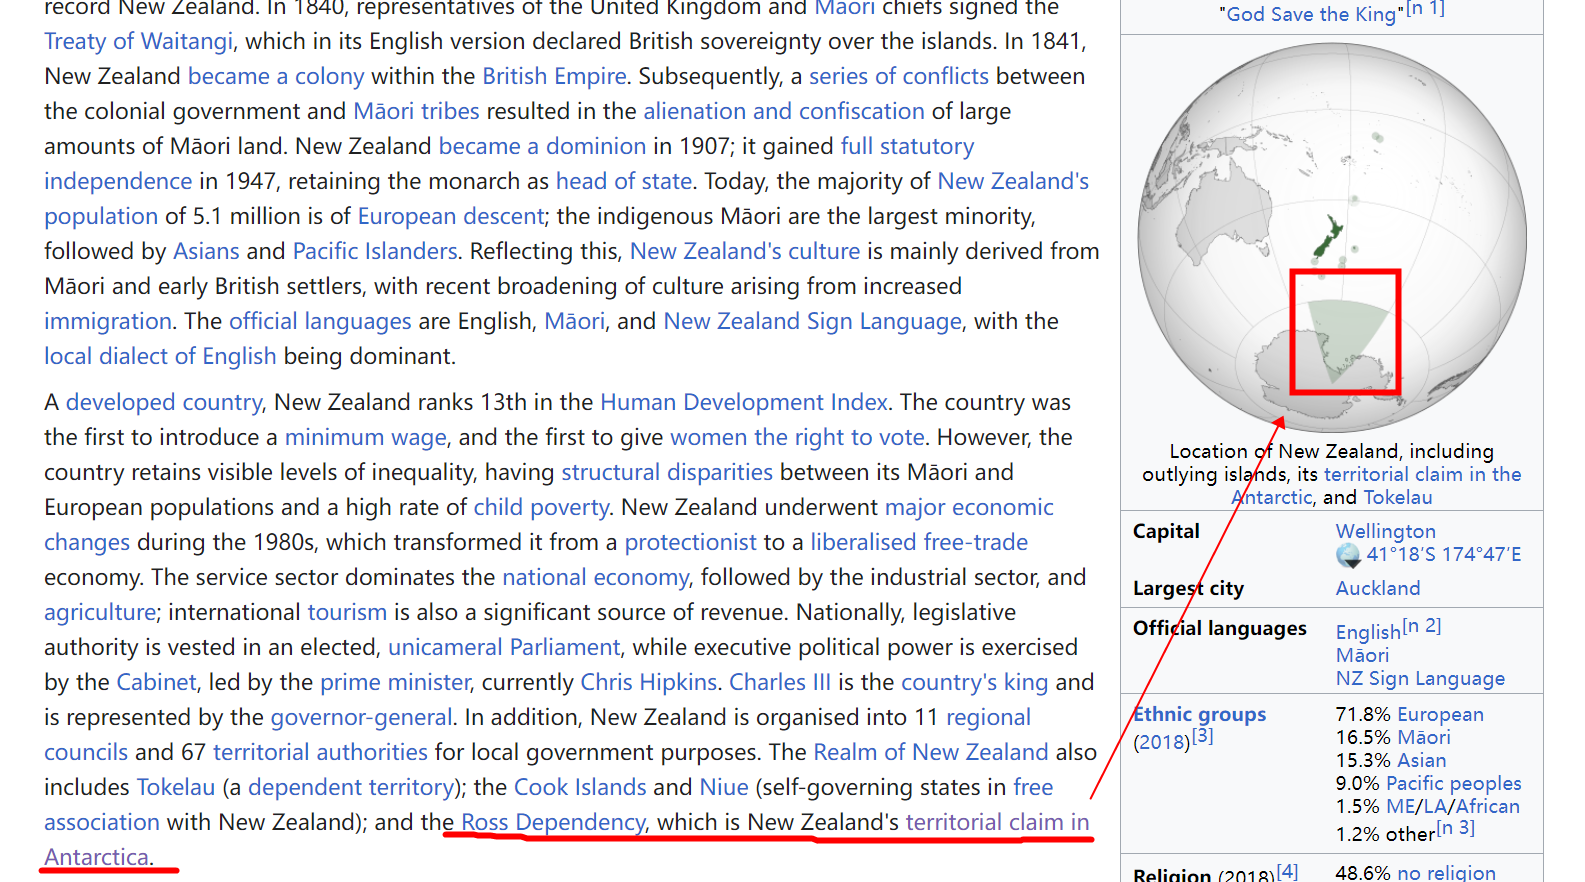 record New Zealand. In 1840, representatives of the United Kingdom and Māori chiefs signed the
Treaty of Waitangi, which in its English version declared British sovereignty over the islands. In 1841,
New Zealand became a colony within the British Empire. Subsequently, a series of conflicts between
the colonial government and Māori tribes resulted in the alienation and confiscation of large
amounts of Māori land. New Zealand became a dominion in 1907; it gained full statutory
independence in 1947, retaining the monarch as head of state. Today, the majority of New Zealand's
population of 5.1 million is of European descent; the indigenous Māori are the largest minority,
followed by Asians and Pacific Islanders. Reflecting this, New Zealand's culture is mainly derived from
Māori and early British settlers, with recent broadening of culture arising from increased
immigration. The official languages are English, Māori, and New Zealand Sign Language, with the
local dialect of English being dominant.
A developed country, New Zealand ranks 13th in the Human Development Index. The country was
the first to introduce a minimum wage, and the first to give women the right to vote. However, the
country retains visible levels of inequality, having structural disparities between its Māori and
European populations and a high rate of child poverty. New Zealand underwent major economic
changes during the 1980s, which transformed it from a protectionist to a liberalised free-trade
economy. The service sector dominates the national economy, followed by the industrial sector, and
agriculture; international tourism is also a significant source of revenue. Nationally, legislative
authority is vested in an elected, unicameral Parliament, while executive political power is exercised
by the Cabinet, led by the prime minister, currently Chris Hipkins. Charles III is the country's king and
is represented by the governor-general. In addition, New Zealand is organised into 11 regional
councils and 67 territorial authorities for local government purposes. The Realm of New Zealand also
includes Tokelau (a dependent territory); the Cook Islands and Niue (self-governing states in free
association with New Zealand); and the Ross Dependency, which is New Zealand's territorial claim in
Antarctica.
"God Save the King"[n 1]
Location of New Zealand, including
outlying islands, its territorial claim in the
Antarctic, and Tokelau
Capital Wellington
41°18′S 174°47′E
Largest city Auckland
Official languages English[n 2]
Māori
NZ Sign Language
Ethnic groups 71.8% European
(2018)[3] 16.5% Māori
15.3% Asian
9.0% Pacific peoples
1.5% ME/LA/African
1.2% other[n 3]
Religion (2018)[4] 48.6% no religion